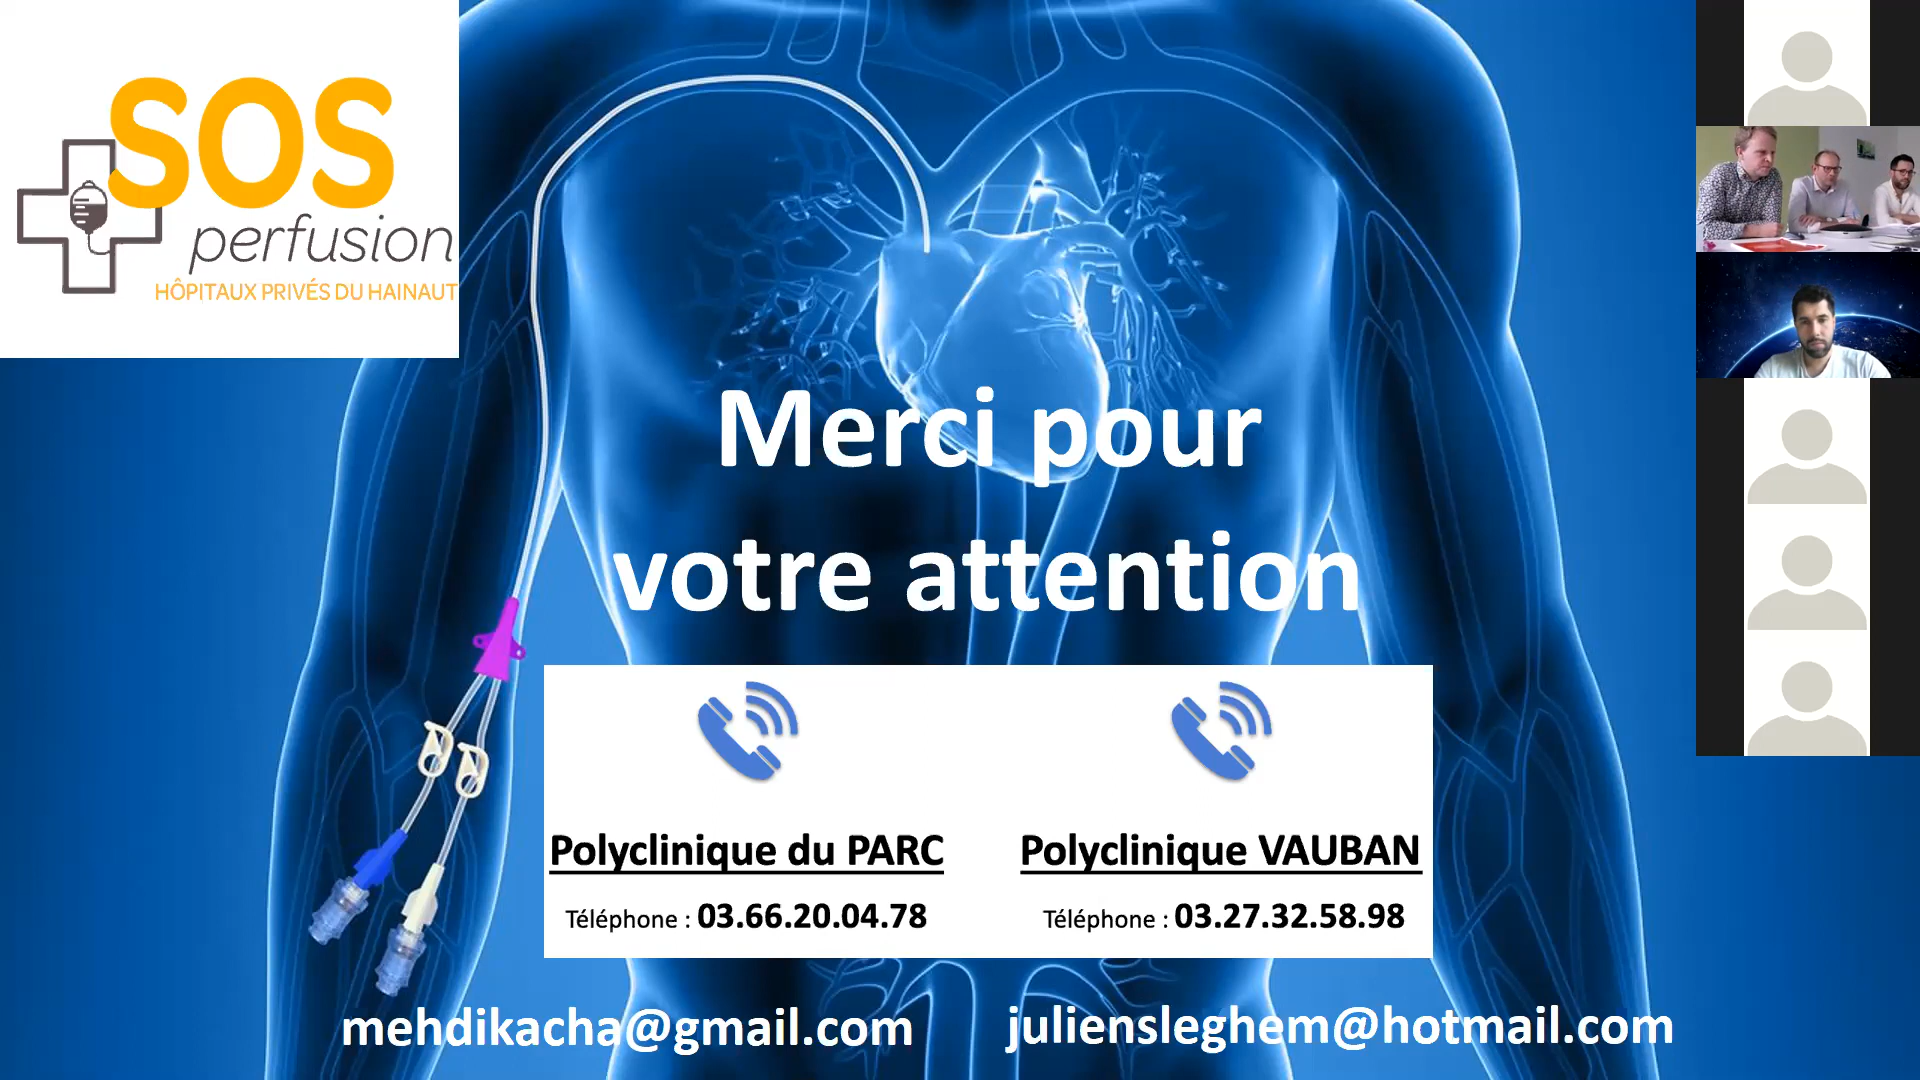 SOS
perfusion
HÔPITAUX PRIVÉS DU HAINAUT
Merci pour
votre attention
Polyclinique du PARC
Téléphone : 03.66.20.04.78
Polyclinique VAUBAN
Téléphone : 03.27.32.58.98
mehdikacha@gmail.com
juliensleghem@hotmail.com